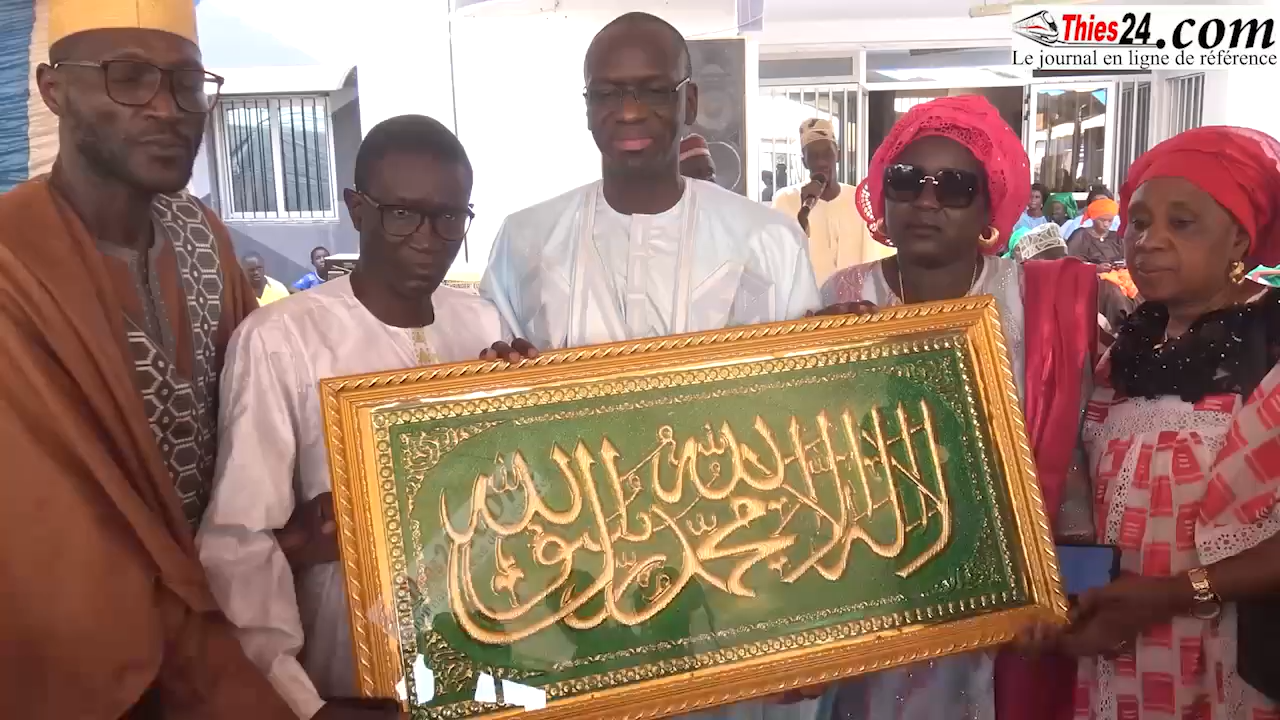 Thies24.com
Le journal en ligne de référence
لا إله إلا الله محمد رسول الله